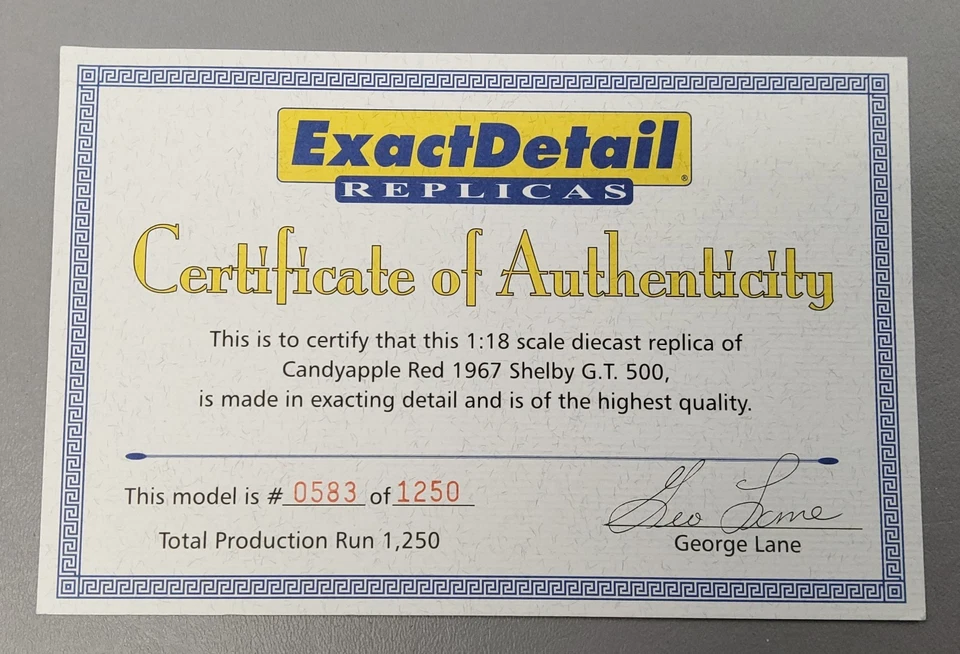 ExactDetail®
REPLICAS
Certificate of Authenticity
This is to certify that this 1:18 scale diecast replica of
Candyapple Red 1967 Shelby G.T. 500,
is made in exacting detail and is of the highest quality.
This model is # 0583 of 1250
Geo Lane
Total Production Run 1,250
George Lane